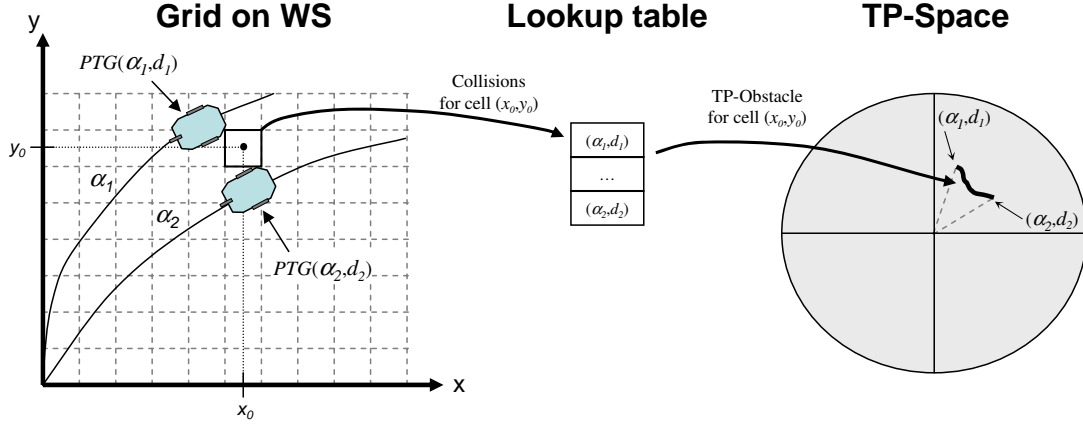 Grid on WS
Lookup table
TP-Space
y
PTG(α1,d1)
Collisions
for cell (x0,y0)
TP-Obstacle
for cell (x0,y0)
(α1,d1)
y0
(α1,d1)
...
α1
α2
(α2,d2)
(α2,d2)
PTG(α2,d2)
x
x0